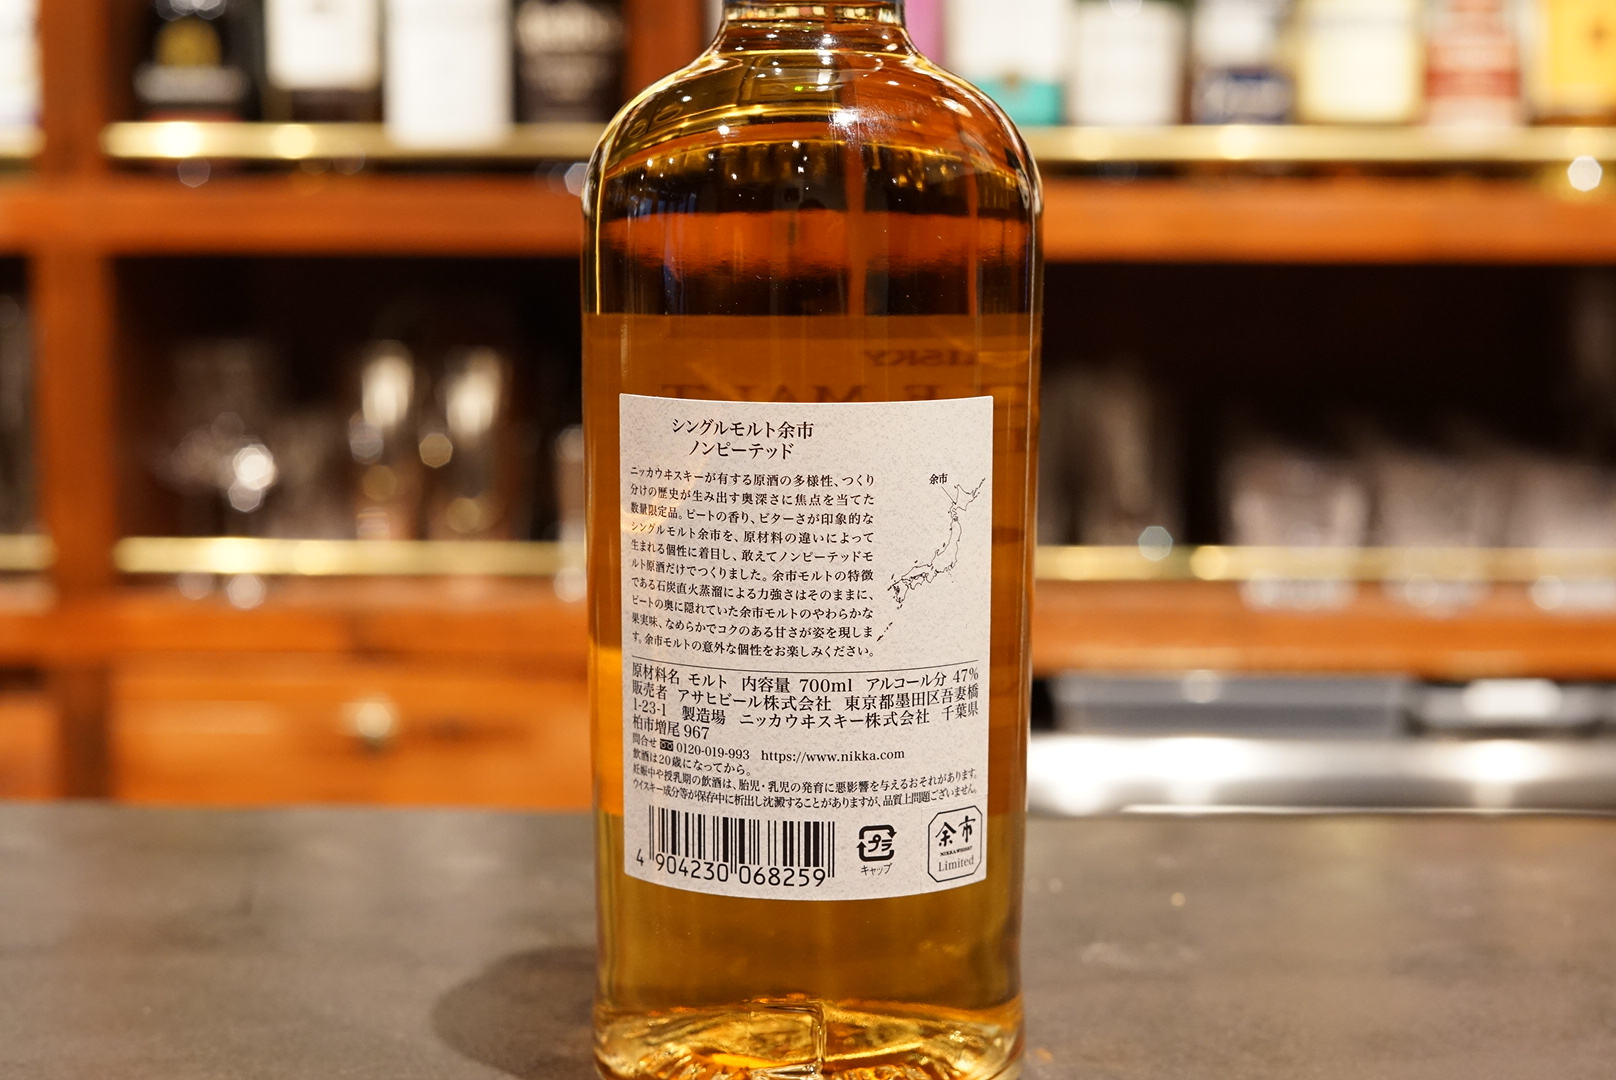 シングルモルト余市
ノンピーテッド
ニッカウヰスキーが有する原酒の多様性、つくり
分けの歴史が生み出す奥深さに焦点を当てた
数量限定品。ピートの香り、ビターさが印象的な
シングルモルト余市を、原材料の違いによって
生まれる個性に着目し、敢えてノンピーテッドモ
ルト原酒だけでつくりました。余市モルトの特徴
である石炭直火蒸溜による力強さはそのままに、
ピートの奥に隠れていた余市モルトのやわらかな
果実味、なめらかでコクのある甘さが姿を現しま
す。余市モルトの意外な個性をお楽しみください。
余市
原材料名 モルト 内容量 700ml アルコール分 47%
販売者 アサヒビール株式会社 東京都墨田区吾妻橋
1-23-1 製造場 ニッカウヰスキー株式会社 千葉県
柏市増尾 967
問合せ 0120-019-993 https://www.nikka.com
飲酒は20歳になってから。
妊娠中や授乳期の飲酒は、胎児・乳児の発育に悪影響を与えるおそれがあります。
ウイスキー成分等が保存中に析出し沈澱することがありますが、品質上問題ございません。
4 904230 068259
プラ
キャップ
余市
NIKKA WHISKY
Limited